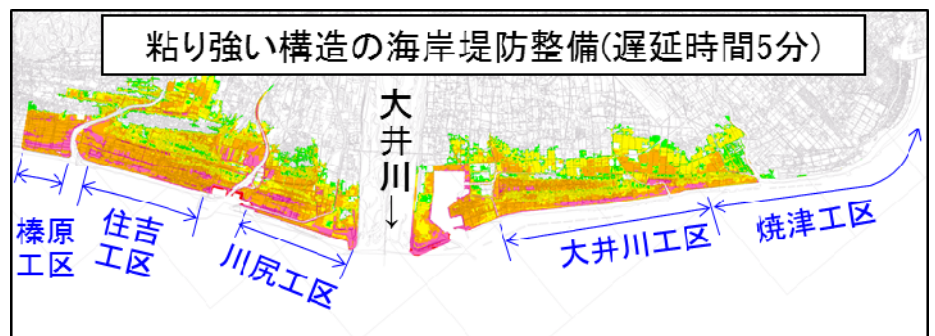 粘り強い構造の海岸堤防整備(遅延時間5分)
大井川↓
榛原
工区
住吉
工区
川尻工区
大井川工区
焼津工区